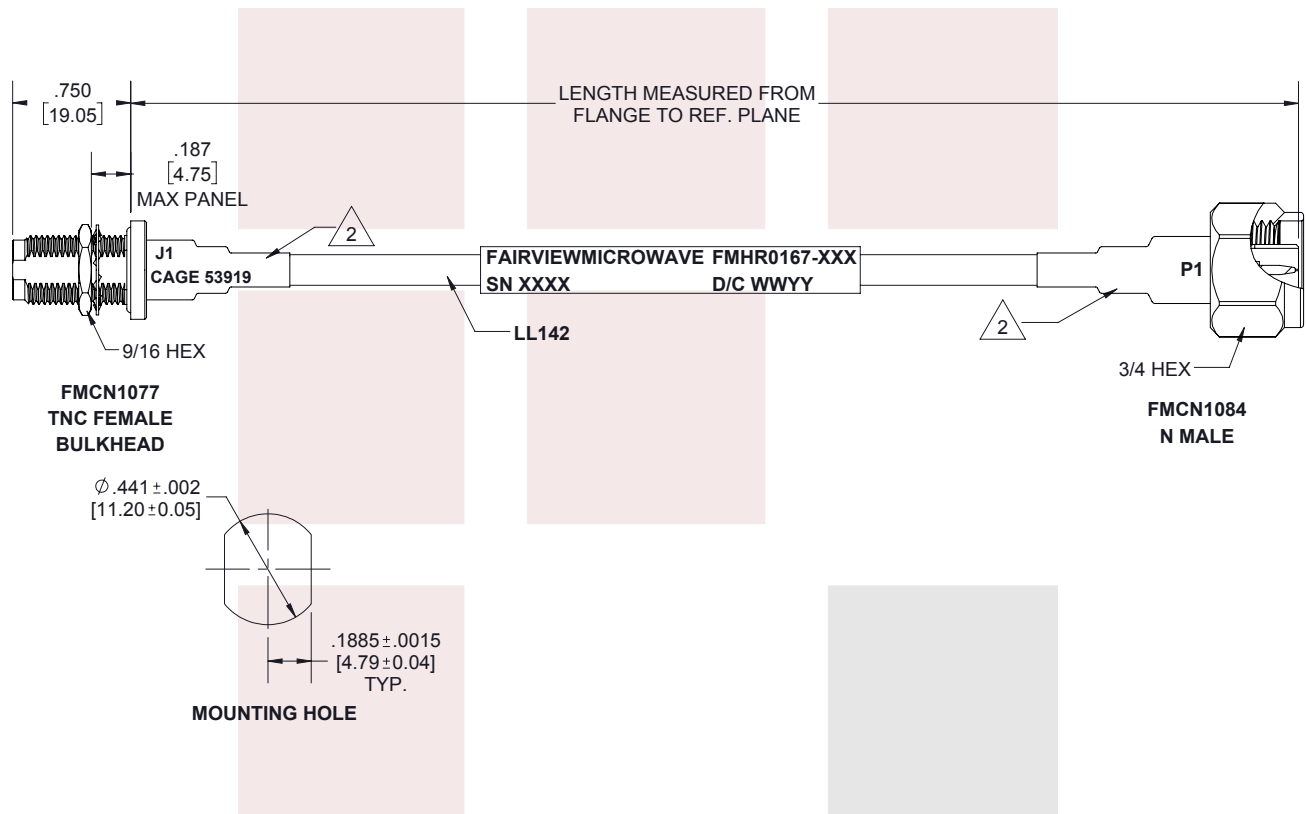 .750
[19.05]
LENGTH MEASURED FROM
FLANGE TO REF. PLANE
.187
[4.75]
MAX PANEL
2
J1
CAGE 53919
FAIRVIEWMICROWAVE FMHR0167-XXX
SN XXXX D/C WWYY
P1
LL142
2
9/16 HEX
3/4 HEX
FMCN1077
TNC FEMALE
BULKHEAD
FMCN1084
N MALE
∅ .441±.002
[11.20±0.05]
.1885±.0015
[4.79±0.04]
TYP.
MOUNTING HOLE